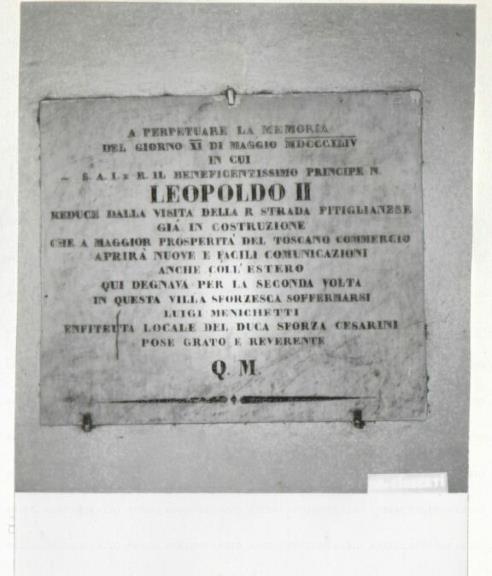 A PERPETUARE LA MEMORIA
DEL GIORNO XI DI MAGGIO MDCCCXLIV
IN CUI
S. A. I. E R. IL BENEFICENTISSIMO PRINCIPE N.
LEOPOLDO II
REDUCE DALLA VISITA DELLA R STRADA PITIGLIANESE
GIÀ IN COSTRUZIONE
CHE A MAGGIOR PROSPERITÀ DEL TOSCANO COMMERCIO
APRIRÀ NUOVE E FACILI COMUNICAZIONI
ANCHE COLL'ESTERO
QUI DEGNAVA PER LA SECONDA VOLTA
IN QUESTA VILLA SFORZESCA SOFFERMARSI
LUIGI MENICHETTI
ENFITEUTA LOCALE DEL DUCA SFORZA CESARINI
POSE GRATO E REVERENTE
Q. M.